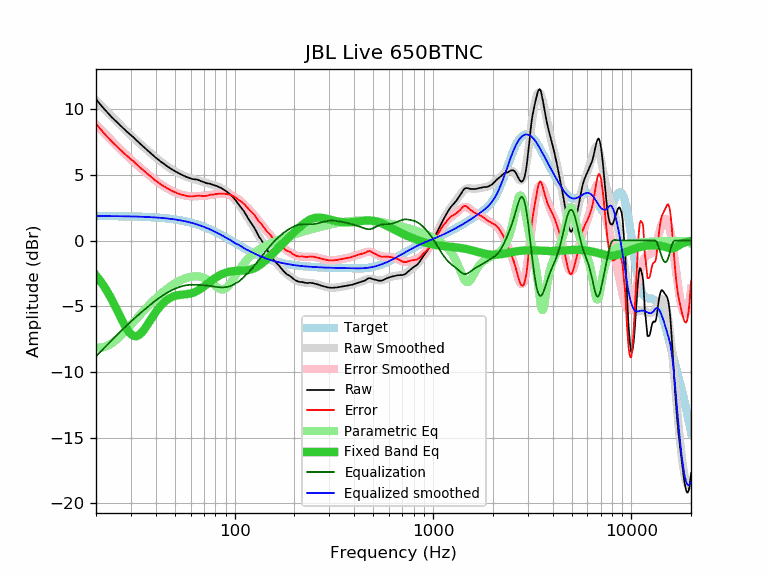 JBL Live 650BTNC
10
5
0
−5
−10
−15
−20
Amplitude (dBr)
Target
Raw Smoothed
Error Smoothed
Raw
Error
Parametric Eq
Fixed Band Eq
Equalization
Equalized smoothed
100
1000
10000
Frequency (Hz)